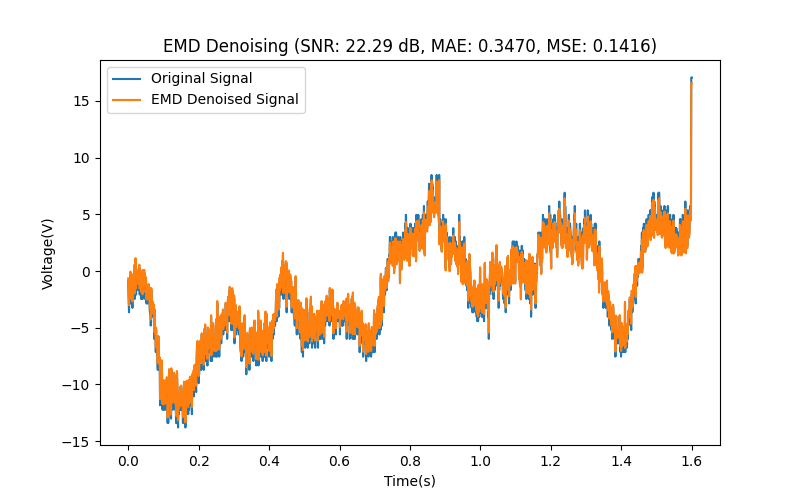 EMD Denoising (SNR: 22.29 dB, MAE: 0.3470, MSE: 0.1416)
Original Signal
EMD Denoised Signal
15
10
5
0
−5
−10
−15
Voltage(V)
0.0 0.2 0.4 0.6 0.8 1.0 1.2 1.4 1.6
Time(s)